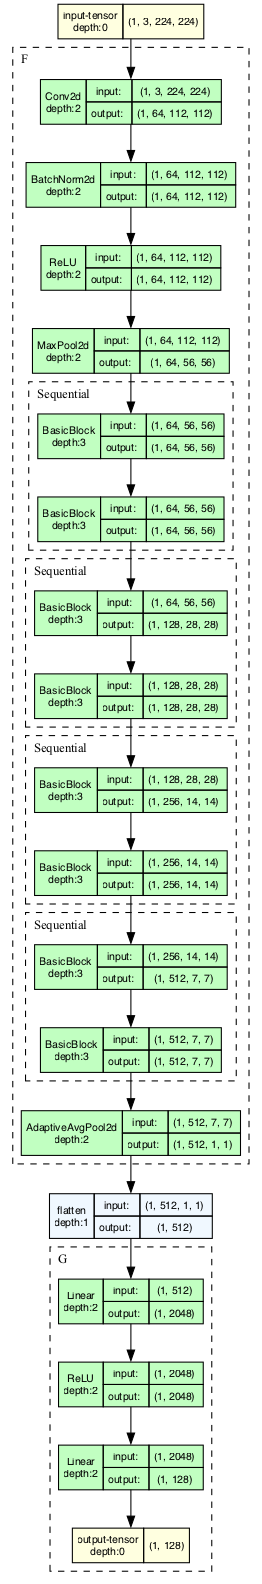 input-tensor
depth:0
(1, 3, 224, 224)
F
Conv2d
depth:2
input:
(1, 3, 224, 224)
output:
(1, 64, 112, 112)
BatchNorm2d
depth:2
input:
(1, 64, 112, 112)
output:
(1, 64, 112, 112)
ReLU
depth:2
input:
(1, 64, 112, 112)
output:
(1, 64, 112, 112)
MaxPool2d
depth:2
input:
(1, 64, 112, 112)
output:
(1, 64, 56, 56)
Sequential
BasicBlock
depth:3
input:
(1, 64, 56, 56)
output:
(1, 64, 56, 56)
BasicBlock
depth:3
input:
(1, 64, 56, 56)
output:
(1, 64, 56, 56)
Sequential
BasicBlock
depth:3
input:
(1, 64, 56, 56)
output:
(1, 128, 28, 28)
BasicBlock
depth:3
input:
(1, 128, 28, 28)
output:
(1, 128, 28, 28)
Sequential
BasicBlock
depth:3
input:
(1, 128, 28, 28)
output:
(1, 256, 14, 14)
BasicBlock
depth:3
input:
(1, 256, 14, 14)
output:
(1, 256, 14, 14)
Sequential
BasicBlock
depth:3
input:
(1, 256, 14, 14)
output:
(1, 512, 7, 7)
BasicBlock
depth:3
input:
(1, 512, 7, 7)
output:
(1, 512, 7, 7)
AdaptiveAvgPool2d
depth:2
input:
(1, 512, 7, 7)
output:
(1, 512, 1, 1)
flatten
depth:1
input:
(1, 512, 1, 1)
output:
(1, 512)
G
Linear
depth:2
input:
(1, 512)
output:
(1, 2048)
ReLU
depth:2
input:
(1, 2048)
output:
(1, 2048)
Linear
depth:2
input:
(1, 2048)
output:
(1, 128)
output-tensor
depth:0
(1, 128)